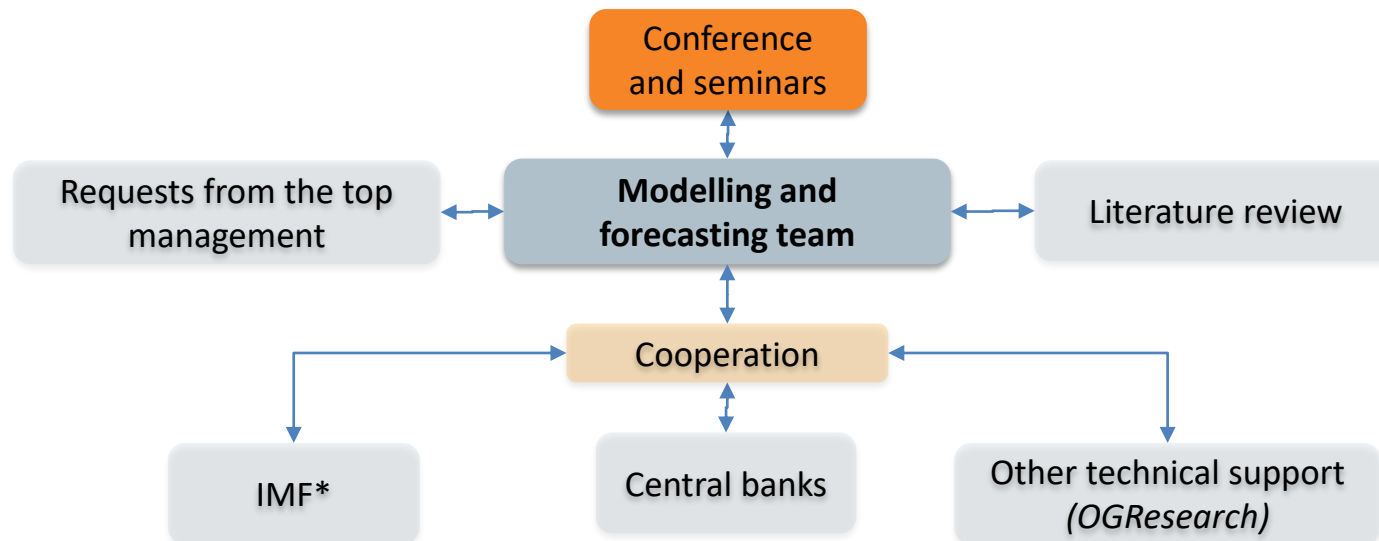 Conference
and seminars
Requests from the top
management
Modelling and
forecasting team
Literature review
Cooperation
IMF*
Central banks
Other technical support
(OGResearch)